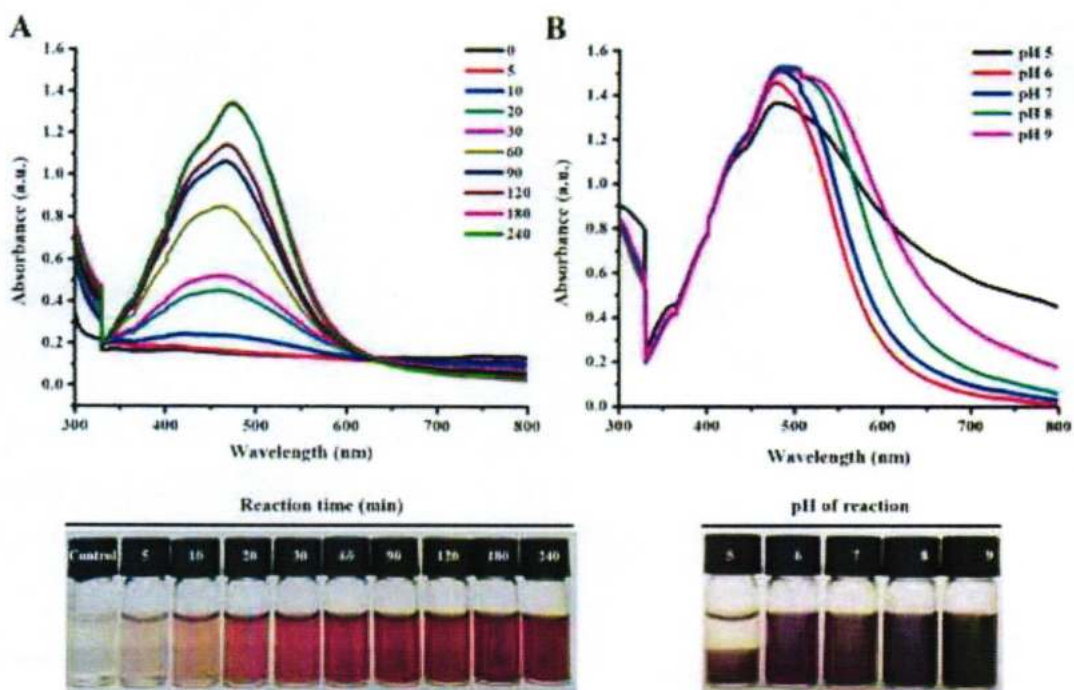 A
1.6
1.4
1.2
1.0
0.8
0.6
0.4
0.2
0.0
Absorbance (a.u.)
300
400
500
600
700
800
Wavelength (nm)
0
5
10
20
30
60
90
120
180
240
B
1.6
1.4
1.2
1.0
0.8
0.6
0.4
0.2
0.0
Absorbance (a.u.)
300
400
500
600
700
800
Wavelength (nm)
pH 5
pH 6
pH 7
pH 8
pH 9
Reaction time (min)
Control 5 10 20 30 60 90 120 180 240
pH of reaction
5 6 7 8 9